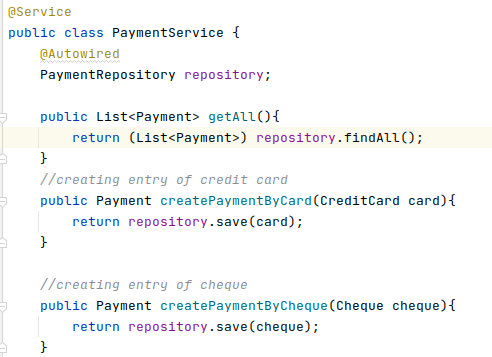 @Service
public class PaymentService {
    @Autowired
    PaymentRepository repository;

    public List<Payment> getAll(){
        return (List<Payment>) repository.findAll();
    }
    //creating entry of credit card
    public Payment createPaymentByCard(CreditCard card){
        return repository.save(card);
    }

    //creating entry of cheque
    public Payment createPaymentByCheque(Cheque cheque){
        return repository.save(cheque);
    }